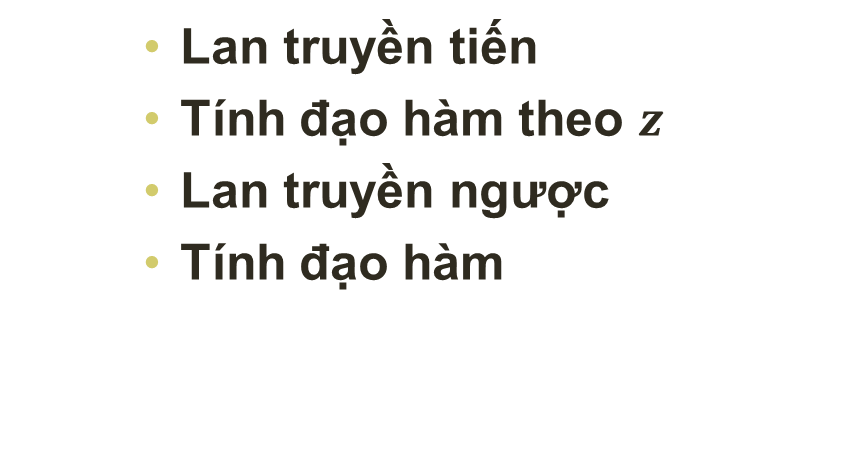 • Lan truyền tiến
• Tính đạo hàm theo 𝑧
• Lan truyền ngược
• Tính đạo hàm